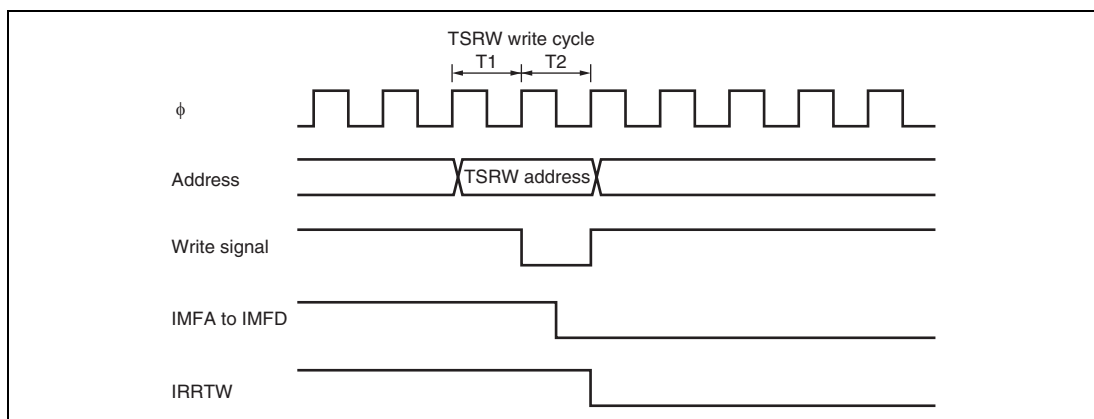 TSRW write cycle
T1 T2
ϕ
Address TSRW address
Write signal
IMFA to IMFD
IRRTW